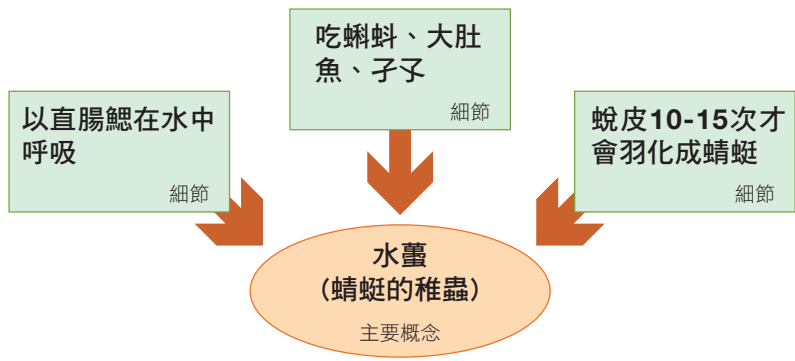 吃蝌蚪、大肚
魚、孑孓
細節
以直腸鰓在水中
呼吸
細節
蛻皮10-15次才
會羽化成蜻蜓
細節
水蠆
（蜻蜓的稚蟲）
主要概念